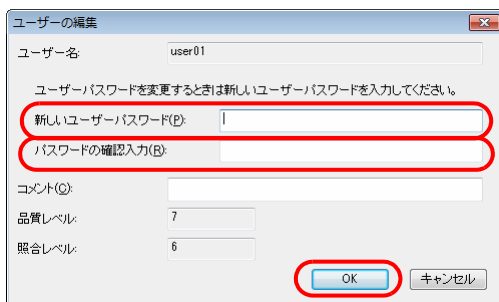 ユーザーの編集
ユーザー名: user01
ユーザーパスワードを変更するときは新しいユーザーパスワードを入力してください。
新しいユーザーパスワード(P):
パスワードの確認入力(R):
コメント(C):
品質レベル: 7
照合レベル: 6
OK キャンセル